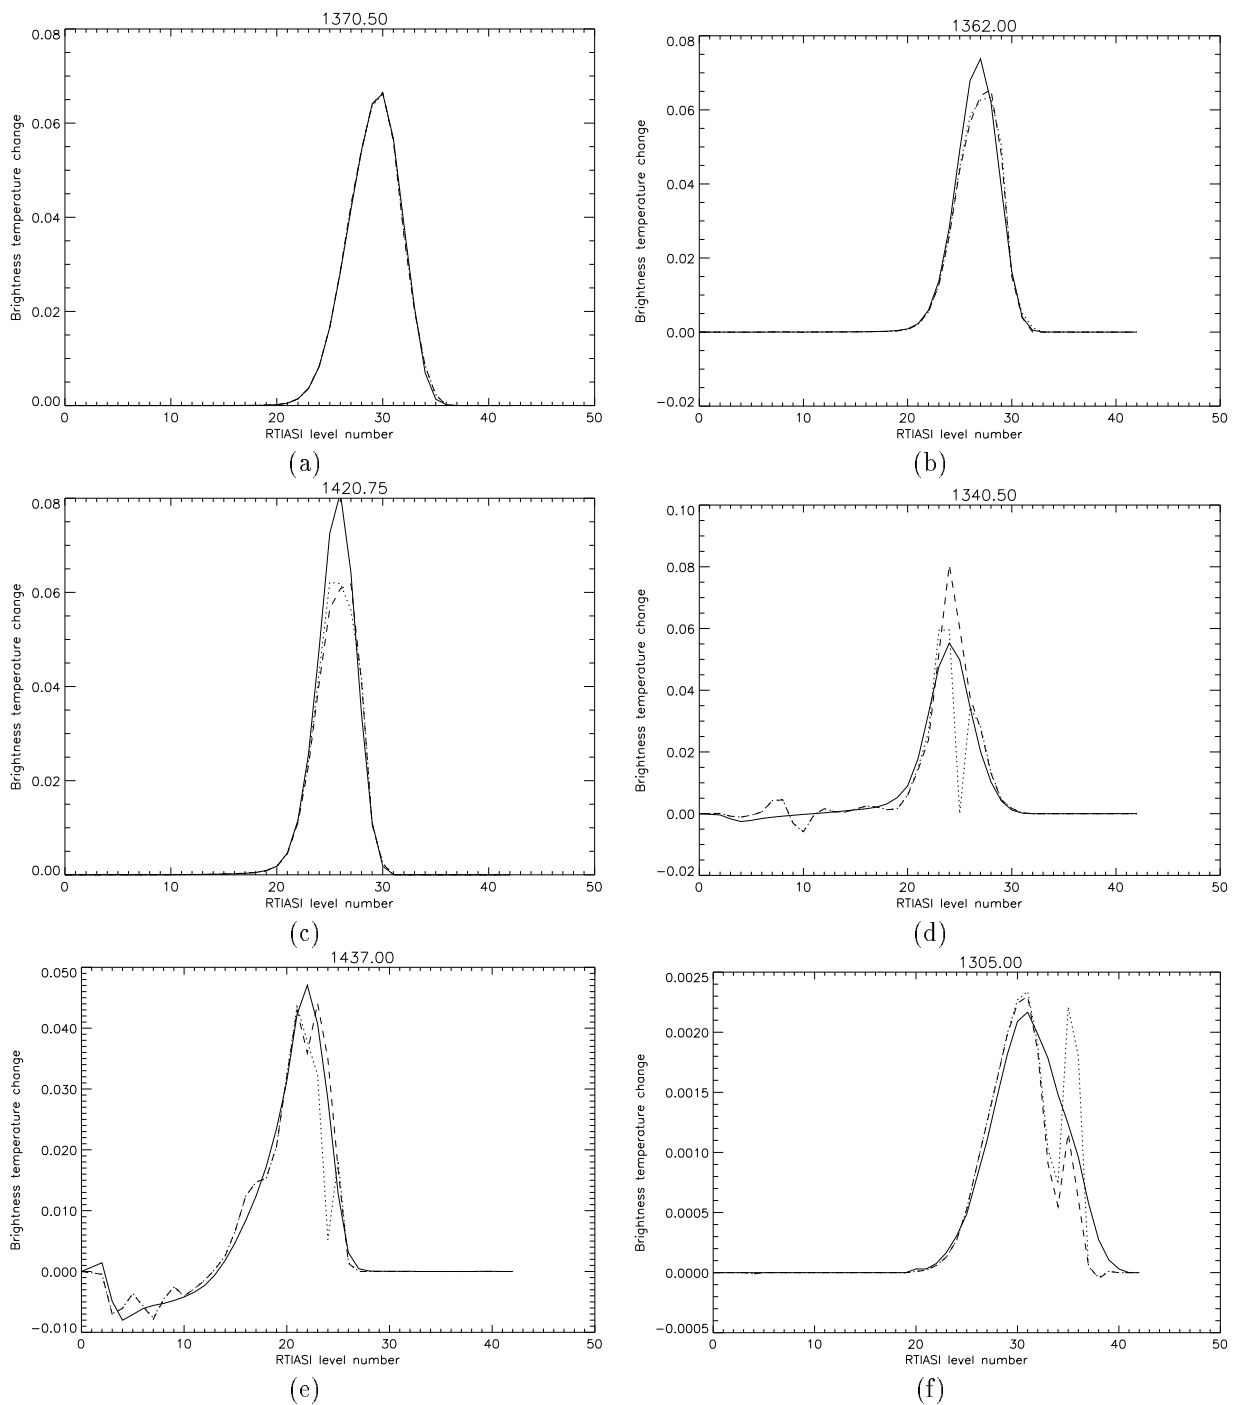 1370.50
0.08
0.06
0.04
0.02
0.00
Brightness temperature change
0 10 20 30 40 50
RTIASI level number
(a)
1362.00
0.08
0.06
0.04
0.02
0.00
−0.02
Brightness temperature change
0 10 20 30 40 50
RTIASI level number
(b)
1420.75
0.08
0.06
0.04
0.02
0.00
Brightness temperature change
0 10 20 30 40 50
RTIASI level number
(c)
1340.50
0.10
0.08
0.06
0.04
0.02
0.00
−0.02
Brightness temperature change
0 10 20 30 40 50
RTIASI level number
(d)
1437.00
0.050
0.040
0.030
0.020
0.010
0.000
−0.010
Brightness temperature change
0 10 20 30 40 50
RTIASI level number
(e)
1305.00
0.0025
0.0020
0.0015
0.0010
0.0005
0.0000
−0.0005
Brightness temperature change
0 10 20 30 40 50
RTIASI level number
(f)